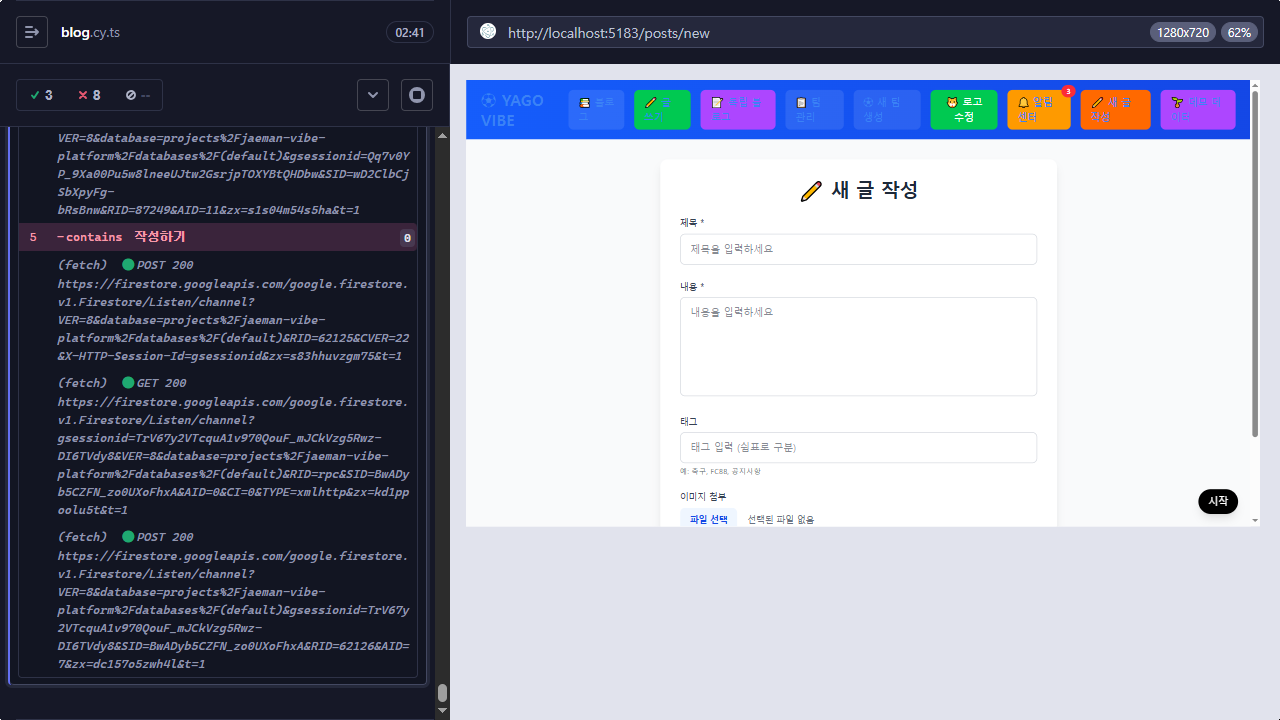 blog.cy.ts
02:41
http://localhost:5183/posts/new
1280x720
62%
3
8
--
VER=8&database=projects%2Fjaeman-vibe-
platform%2Fdatabases%2F(default)&gsessionid=Qq7v0Y
P_9Xa00Pu5w8lneeUJtw2GsrjpTOXYBtQHDbw&SID=wD2ClbCj
SbXpyFg-
bRsBnw&RID=87249&AID=11&zx=s1s04m54s5ha&t=1
5
-contains 작성하기
0
(fetch) POST 200
https://firestore.googleapis.com/google.firestore.
v1.Firestore/Listen/channel?
VER=8&database=projects%2Fjaeman-vibe-
platform%2Fdatabases%2F(default)&RID=62125&CVER=22
&X-HTTP-Session-Id=gsessionid&zx=s83hhuvzgm75&t=1
(fetch) GET 200
https://firestore.googleapis.com/google.firestore.
v1.Firestore/Listen/channel?
gsessionid=TrV67y2VTcquA1v970QouF_mJCkVzg5Rwz-
DI6TVdy8&VER=8&database=projects%2Fjaeman-vibe-
platform%2Fdatabases%2F(default)&RID=rpc&SID=BwADy
b5CZFN_zo0UXoFhxA&AID=0&CI=0&TYPE=xmlhttp&zx=kd1pp
oolu5t&t=1
(fetch) POST 200
https://firestore.googleapis.com/google.firestore.
v1.Firestore/Listen/channel?
VER=8&database=projects%2Fjaeman-vibe-
platform%2Fdatabases%2F(default)&gsessionid=TrV67y
2VTcquA1v970QouF_mJCkVzg5Rwz-
DI6TVdy8&SID=BwADyb5CZFN_zo0UXoFhxA&RID=62126&AID=
7&zx=dc157o5zwh4l&t=1
YAGO
VIBE
블로
그
팀
관리
새 팀
생성
로고
수정
알림
센터
3
새 글
작성
새 글 작성
제목 *
제목을 입력하세요
내용 *
내용을 입력하세요
태그
태그 입력 (쉼표로 구분)
예: 축구, FC88, 공지사항
이미지 첨부
파일 선택
선택된 파일 없음
시작